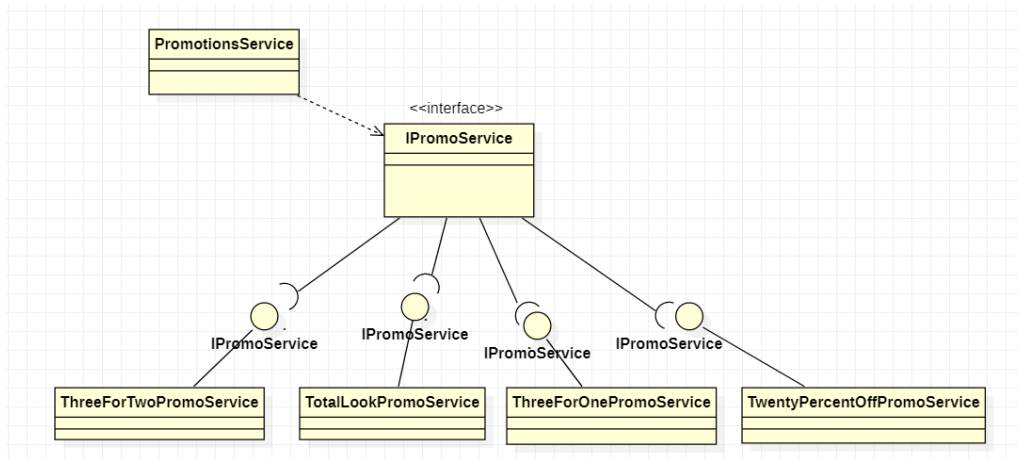 PromotionsService
<<interface>>
IPromoService
IPromoService
IPromoService
IPromoService
IPromoService
ThreeForTwoPromoService
TotalLookPromoService
ThreeForOnePromoService
TwentyPercentOffPromoService